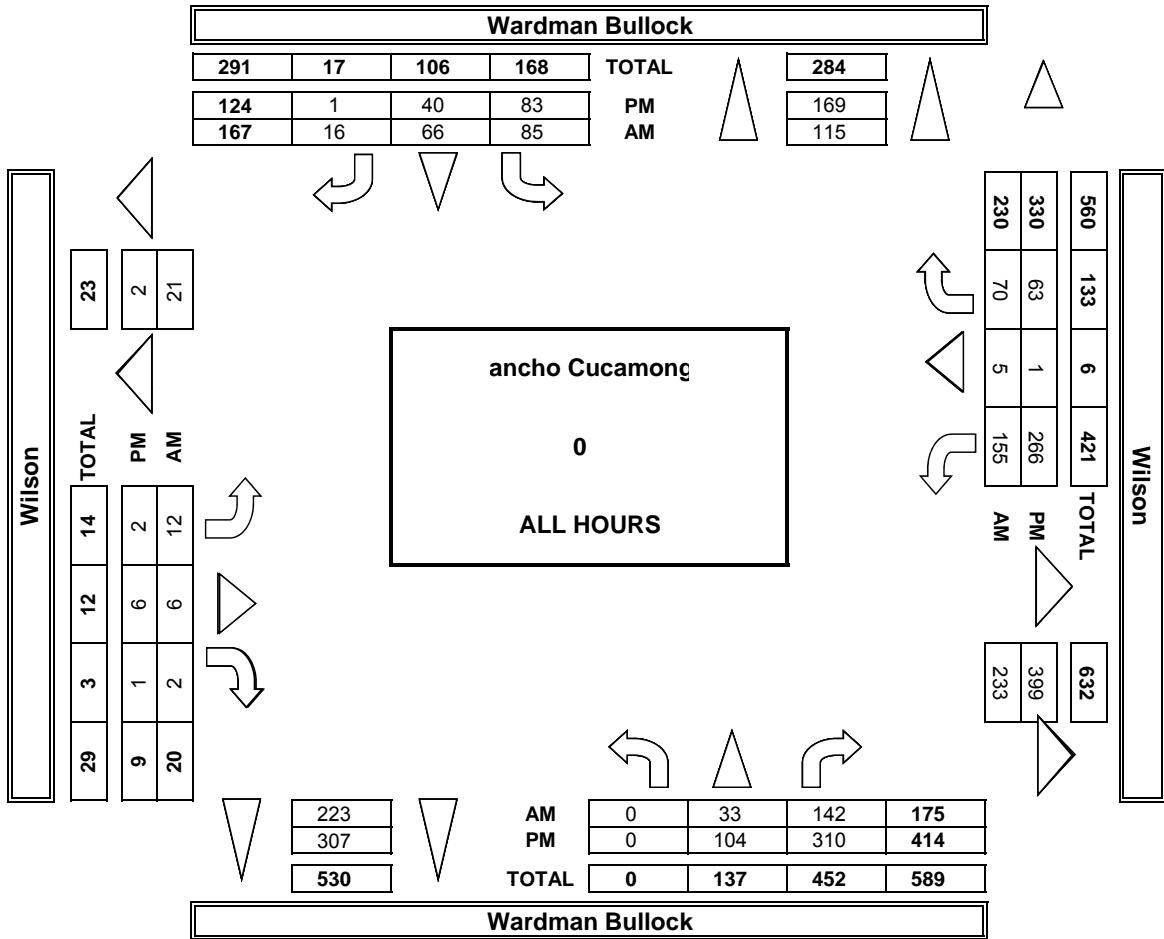 Wardman Bullock
291 17 106 168 TOTAL 284
124 1 40 83 PM 169
167 16 66 85 AM 115
Wilson
23
2
21
TOTAL
PM
AM
14 12 3 29
2 6 1 9
12 6 2 20
ancho Cucamong
0
ALL HOURS
560 133 6 421 TOTAL
330 63 1 266 PM
230 70 5 155 AM
632
399
233
Wilson
223 AM 0 33 142 175
307 PM 0 104 310 414
530 TOTAL 0 137 452 589
Wardman Bullock